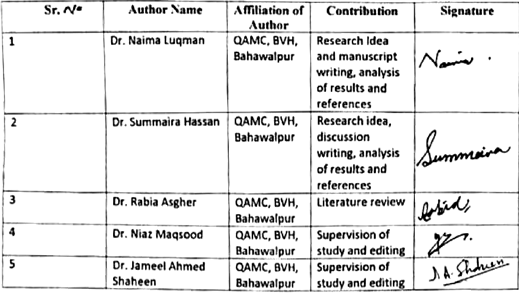 Sr. No Author Name Affiliation of Author Contribution Signature
1 Dr. Naima Luqman QAMC, BVH, Bahawalpur Research Idea and manuscript writing, analysis of results and references Naima
2 Dr. Summaira Hassan QAMC, BVH, Bahawalpur Research idea, discussion writing, analysis of results and references Summaira
3 Dr. Rabia Asgher QAMC, BVH, Bahawalpur Literature review
4 Dr. Niaz Maqsood QAMC, BVH, Bahawalpur Supervision of study and editing
5 Dr. Jameel Ahmed Shaheen QAMC, BVH, Bahawalpur Supervision of study and editing J.A. Shaheen